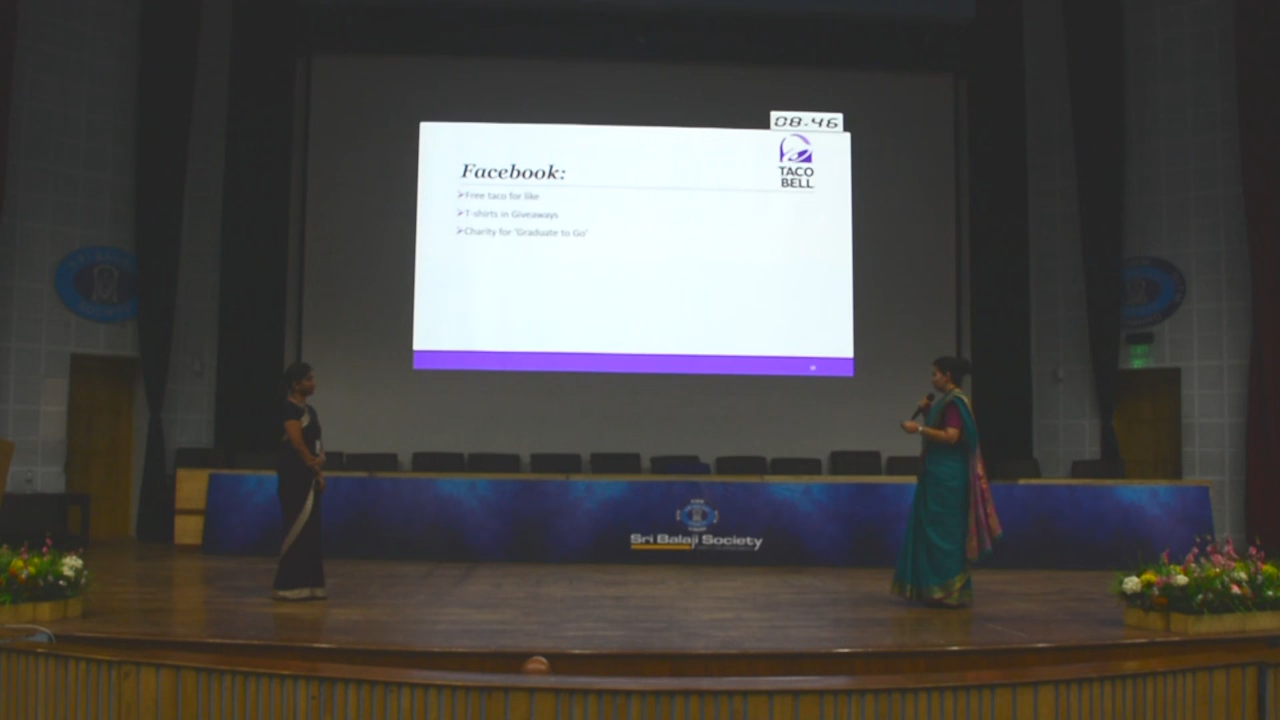 08-46
TACO
BELL
Facebook:
Free taco for like
T-shirts in Giveaways
Charity for 'Graduate to Go'
Sri Balaji Society